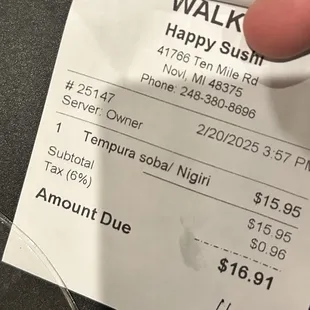 WALK
Happy Sushi
41766 Ten Mile Rd
Novi, MI 48375
Phone: 248-380-8696
# 25147 2/20/2025 3:57 PM
Server: Owner
1 Tempura soba/ Nigiri $15.95
Subtotal $15.95
Tax (6%) $0.96
Amount Due $16.91